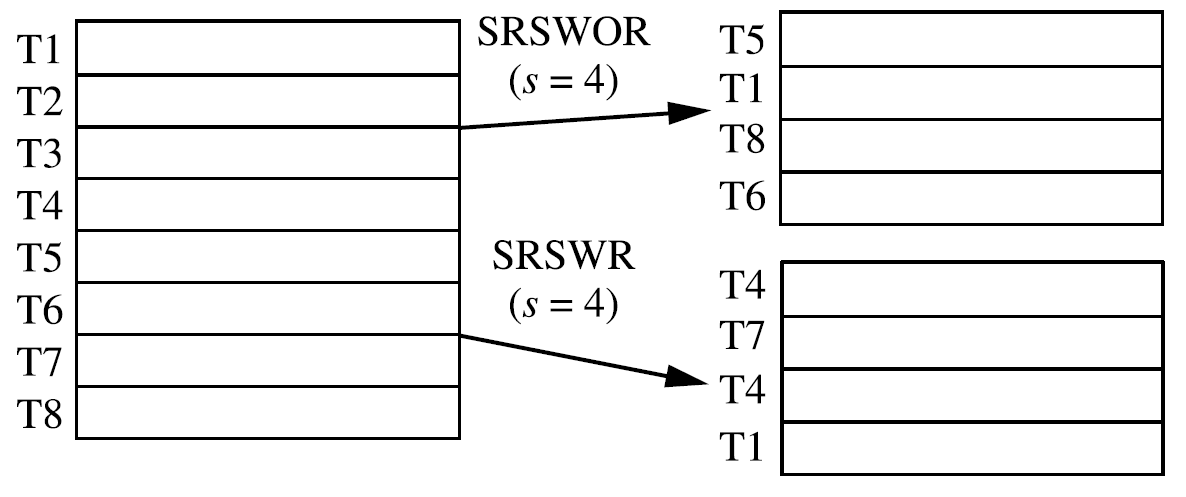 T1
T2
T3
T4
T5
T6
T7
T8
SRSWOR
(s = 4)
SRSWR
(s = 4)
T5
T1
T8
T6
T4
T7
T4
T1